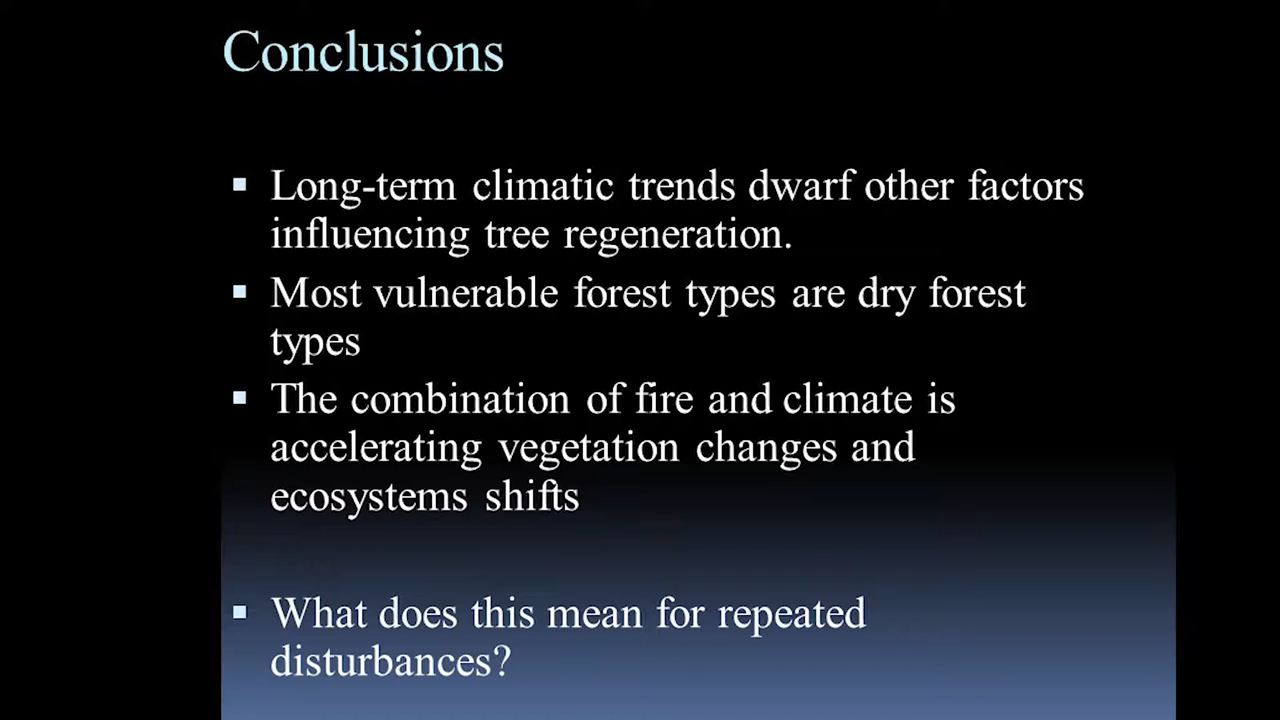 Conclusions
▪ Long-term climatic trends dwarf other factors
influencing tree regeneration.
▪ Most vulnerable forest types are dry forest
types
▪ The combination of fire and climate is
accelerating vegetation changes and
ecosystems shifts
▪ What does this mean for repeated
disturbances?